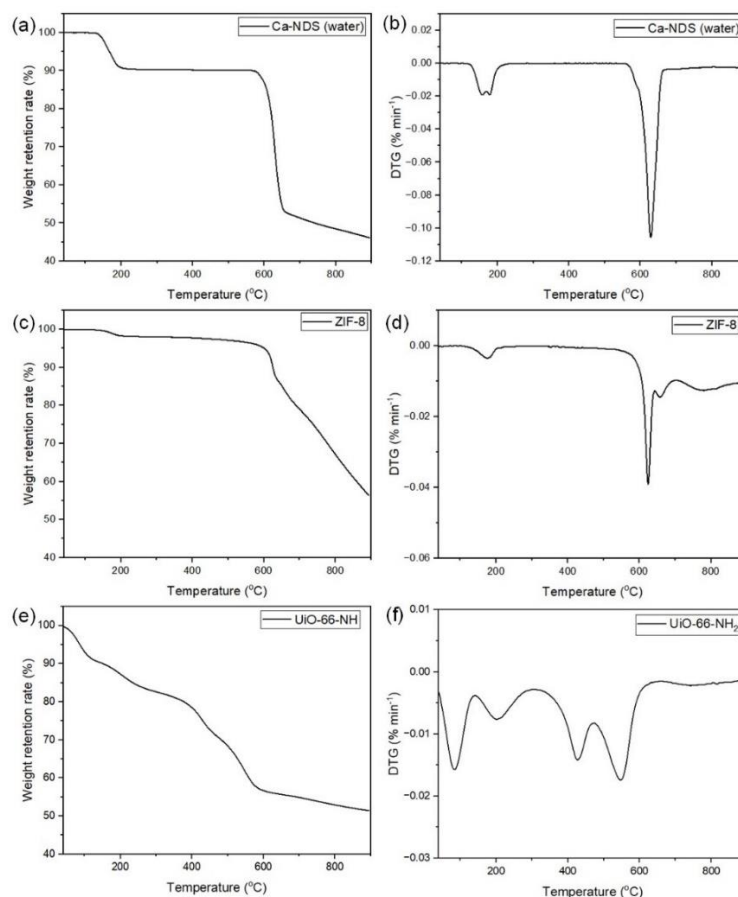 (a)
Ca-NDS (water)
Weight retention rate (%)
100
90
80
70
60
50
40
200
400
600
800
Temperature (°C)
(b)
Ca-NDS (water)
DTG (% min⁻¹)
0.02
0.00
−0.02
−0.04
−0.06
−0.08
−0.10
−0.12
200
400
600
800
Temperature (°C)
(c)
ZIF-8
Weight retention rate (%)
100
90
80
70
60
50
40
200
400
600
800
Temperature (°C)
(d)
ZIF-8
DTG (% min⁻¹)
0.00
−0.02
−0.04
−0.06
200
400
600
800
Temperature (°C)
(e)
UiO-66-NH
Weight retention rate (%)
100
90
80
70
60
50
40
200
400
600
800
Temperature (°C)
(f)
UiO-66-NH₂
DTG (% min⁻¹)
0.01
0.00
−0.01
−0.02
−0.03
200
400
600
800
Temperature (°C)